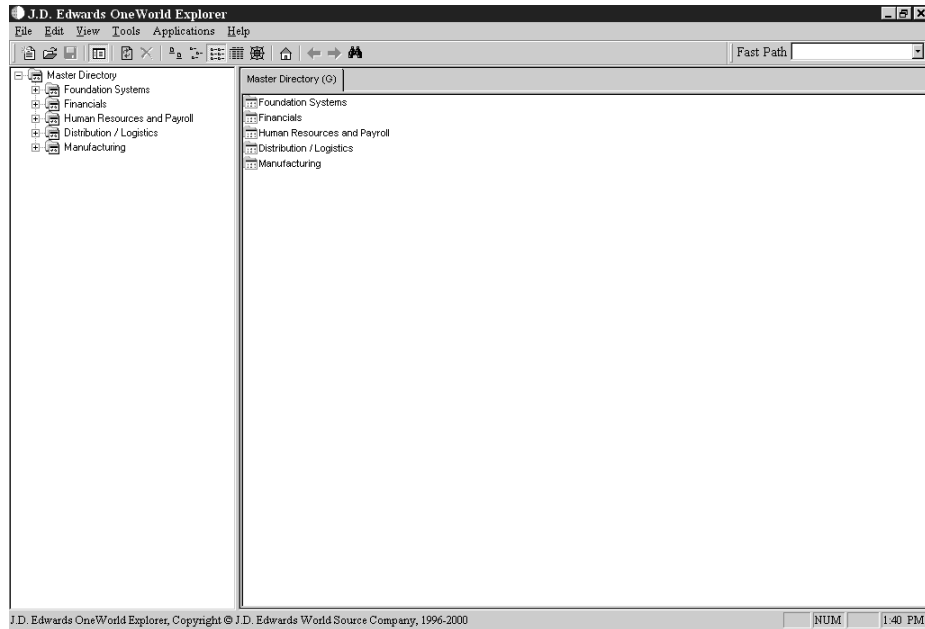 J.D. Edwards OneWorld Explorer
File Edit View Tools Applications Help
Fast Path
Master Directory
Foundation Systems
Financials
Human Resources and Payroll
Distribution / Logistics
Manufacturing
Master Directory (G)
Foundation Systems
Financials
Human Resources and Payroll
Distribution / Logistics
Manufacturing
J.D. Edwards OneWorld Explorer, Copyright © J.D. Edwards World Source Company, 1996-2000
NUM
1:40 PM